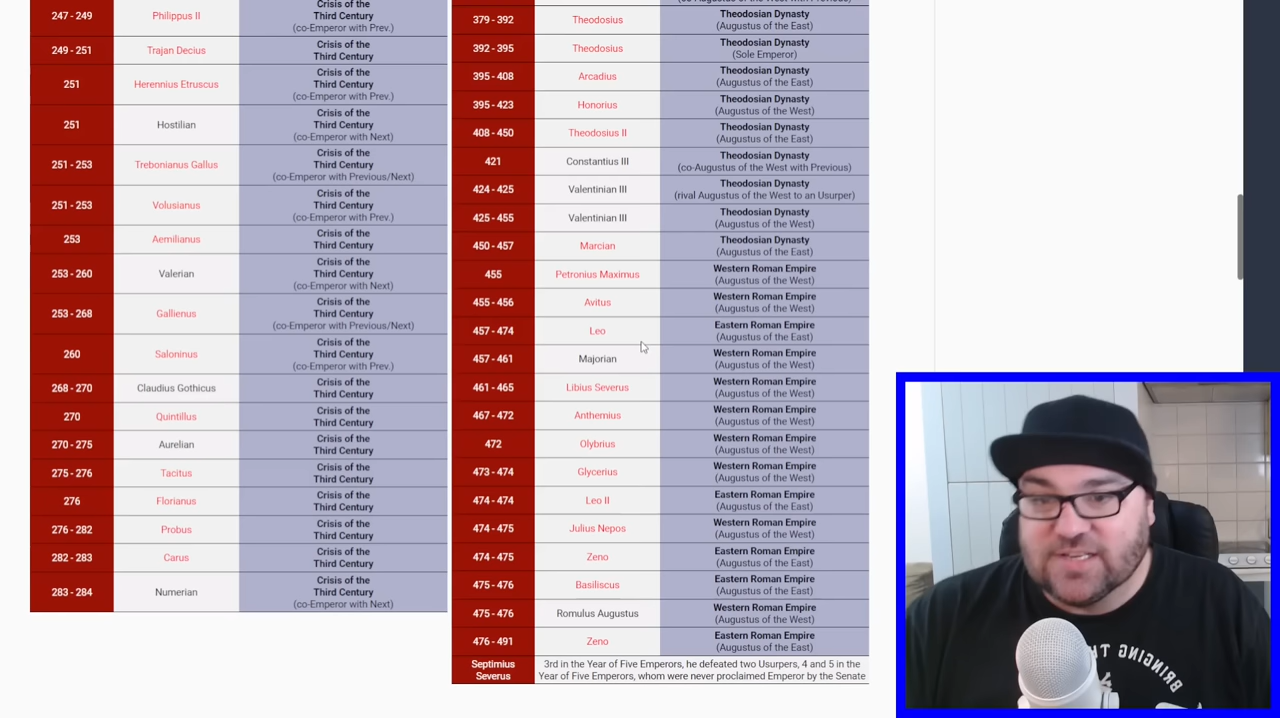 247 - 249
Philippus II
Crisis of the
Third Century
(co-Emperor with Prev.)
249 - 251
Trajan Decius
Crisis of the
Third Century
251
Herennius Etruscus
Crisis of the
Third Century
(co-Emperor with Prev.)
251
Hostilian
Crisis of the
Third Century
(co-Emperor with Next)
251 - 253
Trebonianus Gallus
Crisis of the
Third Century
(co-Emperor with Previous/Next)
251 - 253
Volusianus
Crisis of the
Third Century
(co-Emperor with Prev.)
253
Aemilianus
Crisis of the
Third Century
253 - 260
Valerian
Crisis of the
Third Century
(co-Emperor with Next)
253 - 268
Gallienus
Crisis of the
Third Century
(co-Emperor with Previous/Next)
260
Saloninus
Crisis of the
Third Century
(co-Emperor with Prev.)
268 - 270
Claudius Gothicus
Crisis of the
Third Century
270
Quintillus
Crisis of the
Third Century
270 - 275
Aurelian
Crisis of the
Third Century
275 - 276
Tacitus
Crisis of the
Third Century
276
Florianus
Crisis of the
Third Century
276 - 282
Probus
Crisis of the
Third Century
282 - 283
Carus
Crisis of the
Third Century
283 - 284
Numerian
Crisis of the
Third Century
(co-Emperor with Next)
379 - 392
Theodosius
Theodosian Dynasty
(Augustus of the East)
392 - 395
Theodosius
Theodosian Dynasty
(Sole Emperor)
395 - 408
Arcadius
Theodosian Dynasty
(Augustus of the East)
395 - 423
Honorius
Theodosian Dynasty
(Augustus of the West)
408 - 450
Theodosius II
Theodosian Dynasty
(Augustus of the East)
421
Constantius III
Theodosian Dynasty
(co-Augustus of the West with Previous)
424 - 425
Valentinian III
Theodosian Dynasty
(rival Augustus of the West to an Usurper)
425 - 455
Valentinian III
Theodosian Dynasty
(Augustus of the West)
450 - 457
Marcian
Theodosian Dynasty
(Augustus of the East)
455
Petronius Maximus
Western Roman Empire
(Augustus of the West)
455 - 456
Avitus
Western Roman Empire
(Augustus of the West)
457 - 474
Leo
Eastern Roman Empire
(Augustus of the East)
457 - 461
Majorian
Western Roman Empire
(Augustus of the West)
461 - 465
Libius Severus
Western Roman Empire
(Augustus of the West)
467 - 472
Anthemius
Western Roman Empire
(Augustus of the West)
472
Olybrius
Western Roman Empire
(Augustus of the West)
473 - 474
Glycerius
Western Roman Empire
(Augustus of the West)
474 - 474
Leo II
Eastern Roman Empire
(Augustus of the East)
474 - 475
Julius Nepos
Western Roman Empire
(Augustus of the West)
474 - 475
Zeno
Eastern Roman Empire
(Augustus of the East)
475 - 476
Basiliscus
Eastern Roman Empire
(Augustus of the East)
475 - 476
Romulus Augustus
Western Roman Empire
(Augustus of the West)
476 - 491
Zeno
Eastern Roman Empire
(Augustus of the East)
Septimius
Severus
3rd in the Year of Five Emperors, he defeated two Usurpers, 4 and 5 in the
Year of Five Emperors, whom were never proclaimed Emperor by the Senate
BRINGING